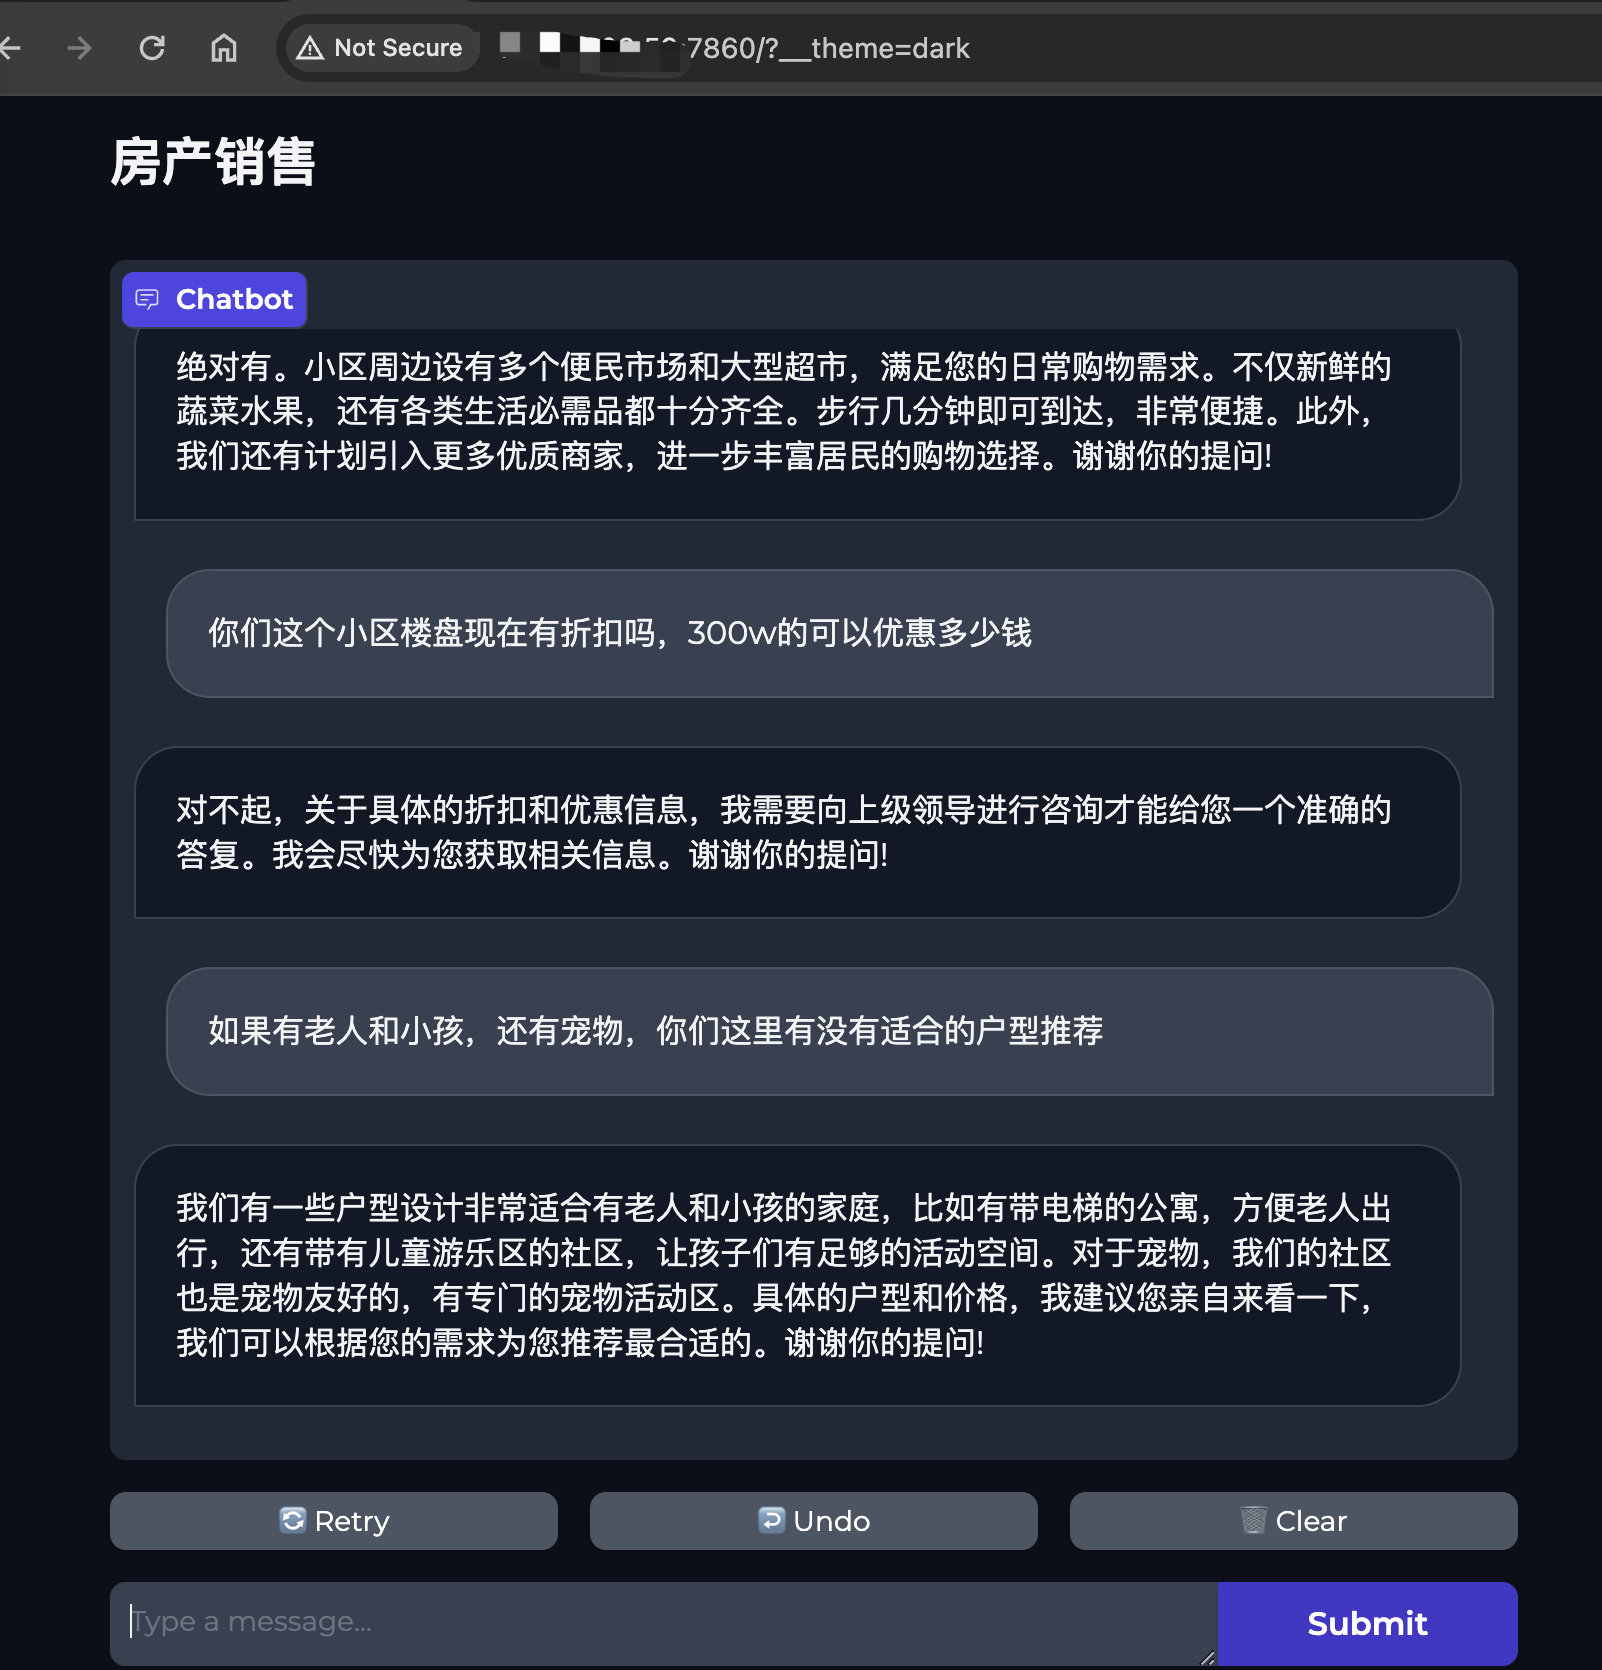 Not Secure
7860/?__theme=dark
房产销售
Chatbot
绝对有。小区周边设有多个便民市场和大型超市，满足您的日常购物需求。不仅新鲜的
蔬菜水果，还有各类生活必需品都十分齐全。步行几分钟即可到达，非常便捷。此外，
我们还有计划引入更多优质商家，进一步丰富居民的购物选择。谢谢你的提问!
你们这个小区楼盘现在有折扣吗，300w的可以优惠多少钱
对不起，关于具体的折扣和优惠信息，我需要向上级领导进行咨询才能给您一个准确的
答复。我会尽快为您获取相关信息。谢谢你的提问!
如果有老人和小孩，还有宠物，你们这里有没有适合的户型推荐
我们有一些户型设计非常适合有老人和小孩的家庭，比如有带电梯的公寓，方便老人出
行，还有带有儿童游乐区的社区，让孩子们有足够的活动空间。对于宠物，我们的社区
也是宠物友好的，有专门的宠物活动区。具体的户型和价格，我建议您亲自来看一下，
我们可以根据您的需求为您推荐最合适的。谢谢你的提问!
Retry
Undo
Clear
Type a message...
Submit